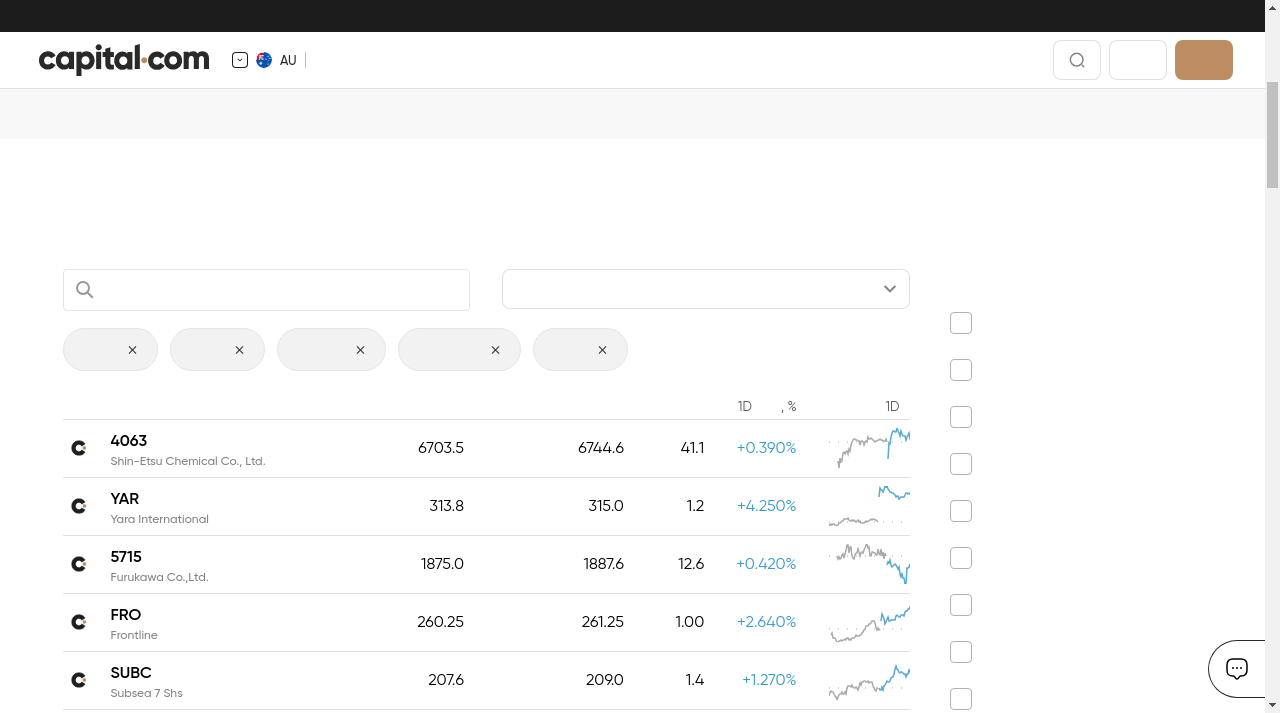 capital.com
AU
1D , % 1D
4063 6703.5 6744.6 41.1 +0.390%
Shin-Etsu Chemical Co., Ltd.
YAR 313.8 315.0 1.2 +4.250%
Yara International
5715 1875.0 1887.6 12.6 +0.420%
Furukawa Co.,Ltd.
FRO 260.25 261.25 1.00 +2.640%
Frontline
SUBC 207.6 209.0 1.4 +1.270%
Subsea 7 Shs